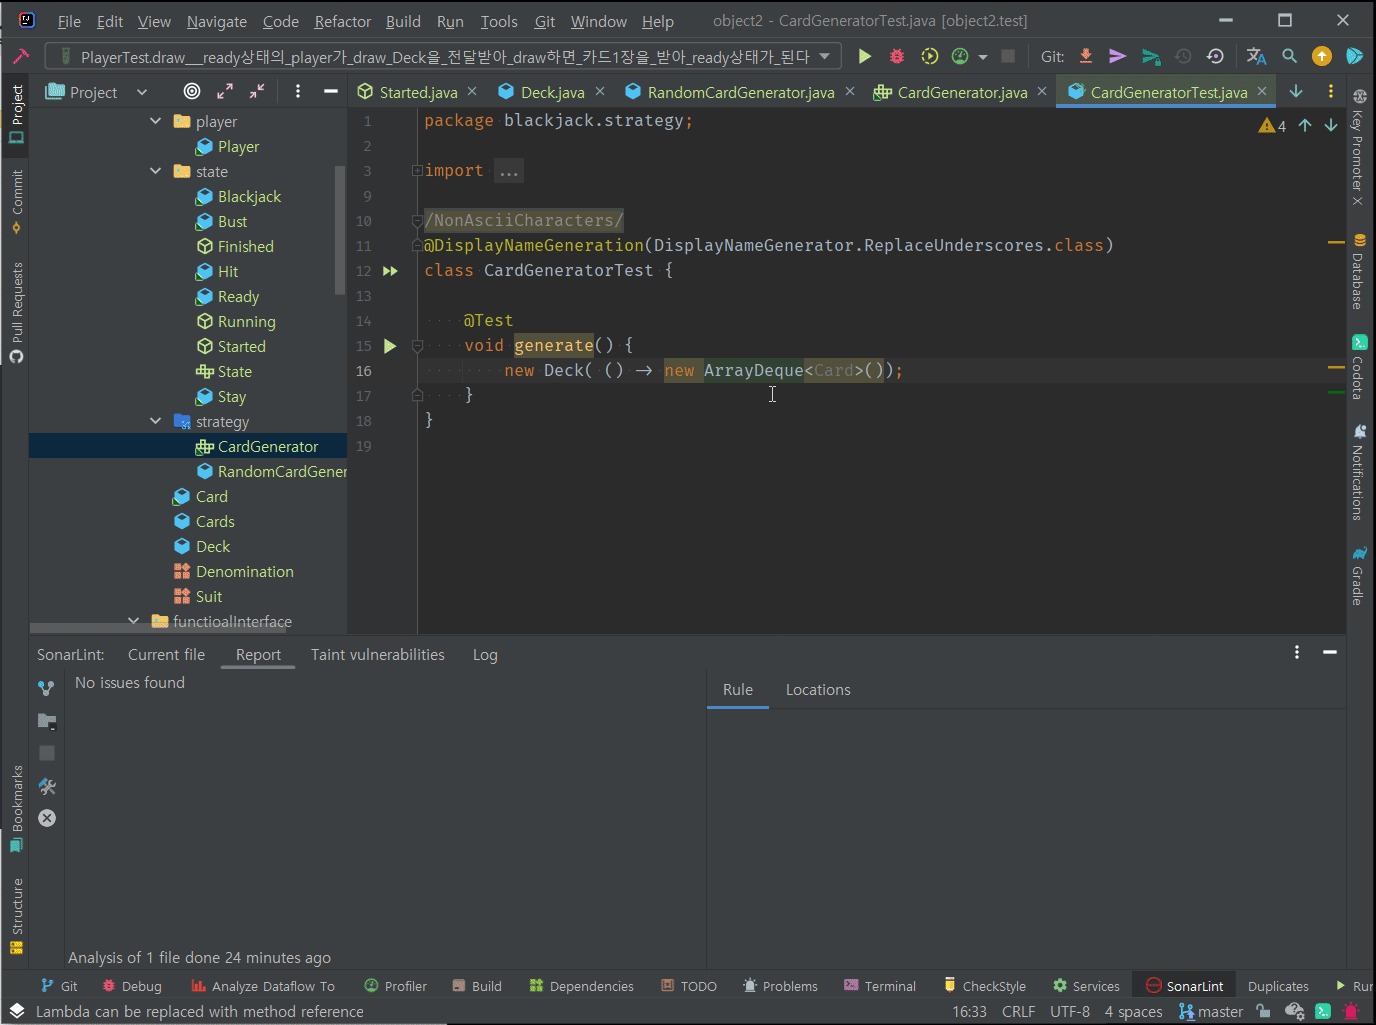 File Edit View Navigate Code Refactor Build Run Tools Git Window Help object2 - CardGeneratorTest.java [object2.test]
PlayerTest.draw__ready상태의_player가_draw_Deck을_전달받아_draw하면_카드1장을_받아_ready상태가_된다 Git:
Project
Started.java Deck.java RandomCardGenerator.java CardGenerator.java CardGeneratorTest.java
Project
Commit
Pull Requests
Bookmarks
Structure
player
Player
state
Blackjack
Bust
Finished
Hit
Ready
Running
Started
State
Stay
strategy
CardGenerator
RandomCardGener
Card
Cards
Deck
Denomination
Suit
functioalInterface
4
1 package blackjack.strategy;
2
3 import ...
9
10 /NonAsciiCharacters/
11 @DisplayNameGeneration(DisplayNameGenerator.ReplaceUnderscores.class)
12 class CardGeneratorTest {
13
14 @Test
15 void generate() {
16 new Deck( () → new ArrayDeque<Card>());
17 }
18 }
19
Key Promoter X
Database
Codota
Notifications
Gradle
SonarLint: Current file Report Taint vulnerabilities Log
No issues found
Rule Locations
Analysis of 1 file done 24 minutes ago
Git Debug Analyze Dataflow To Profiler Build Dependencies TODO Problems Terminal CheckStyle Services SonarLint Duplicates Run
Lambda can be replaced with method reference 16:33 CRLF UTF-8 4 spaces master